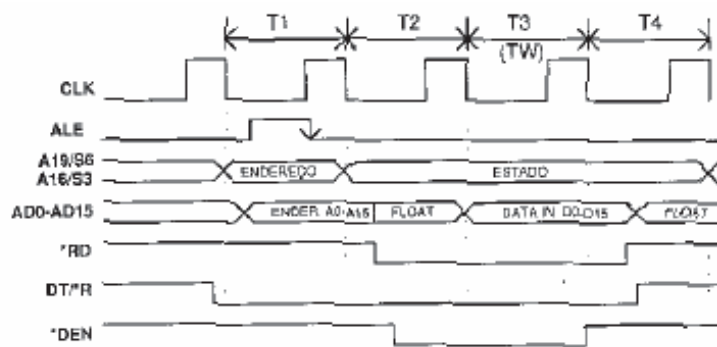 T1 T2 T3 T4
(TW)
CLK
ALE
A19/S6
A16/S3
ENDEREÇO ESTADO
AD0-AD15 ENDER. A0-A15 FLOAT DATA IN D0-D15 FLOAT
*RD
DT/*R
*DEN